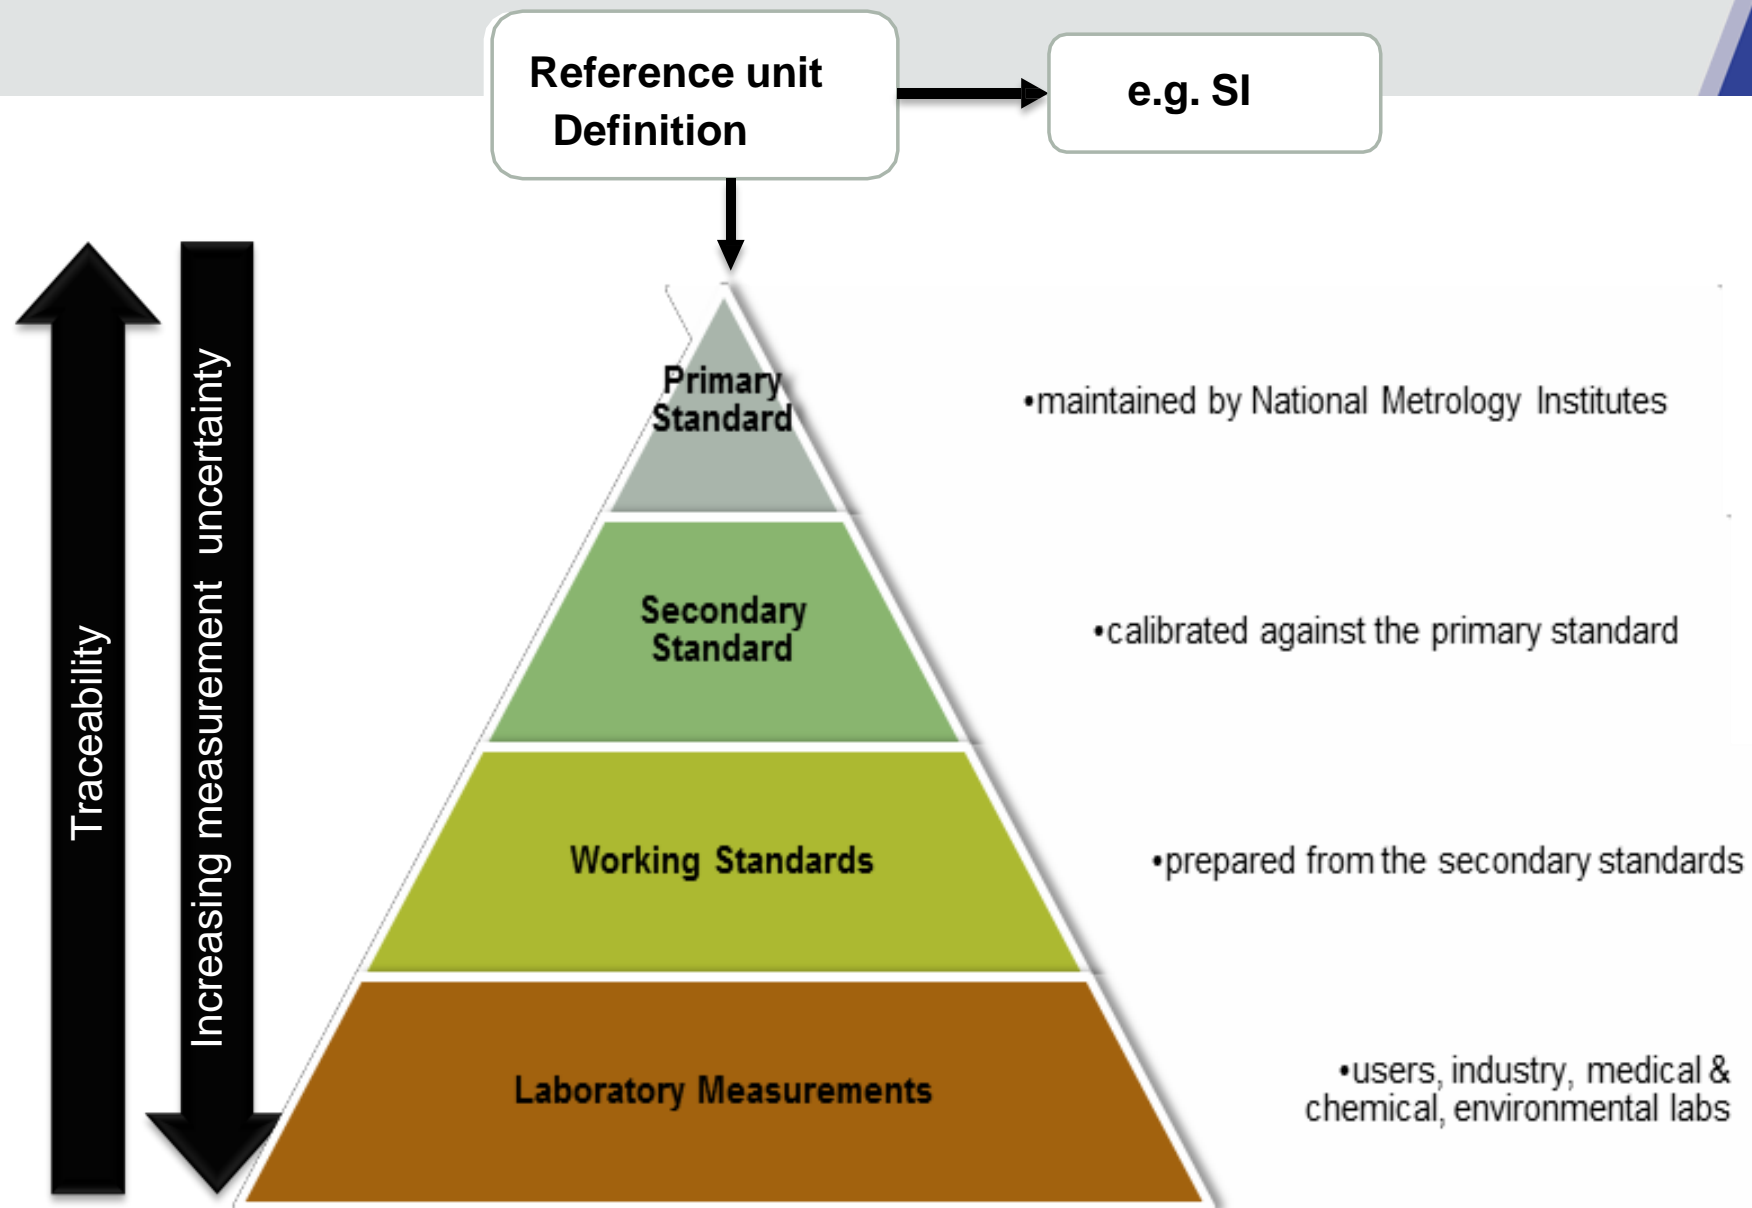 Reference unit
Definition
e.g. SI
Traceability
Increasing measurement uncertainty
Primary
Standard
•maintained by National Metrology Institutes
Secondary
Standard
•calibrated against the primary standard
Working Standards
•prepared from the secondary standards
Laboratory Measurements
•users, industry, medical &
chemical, environmental labs